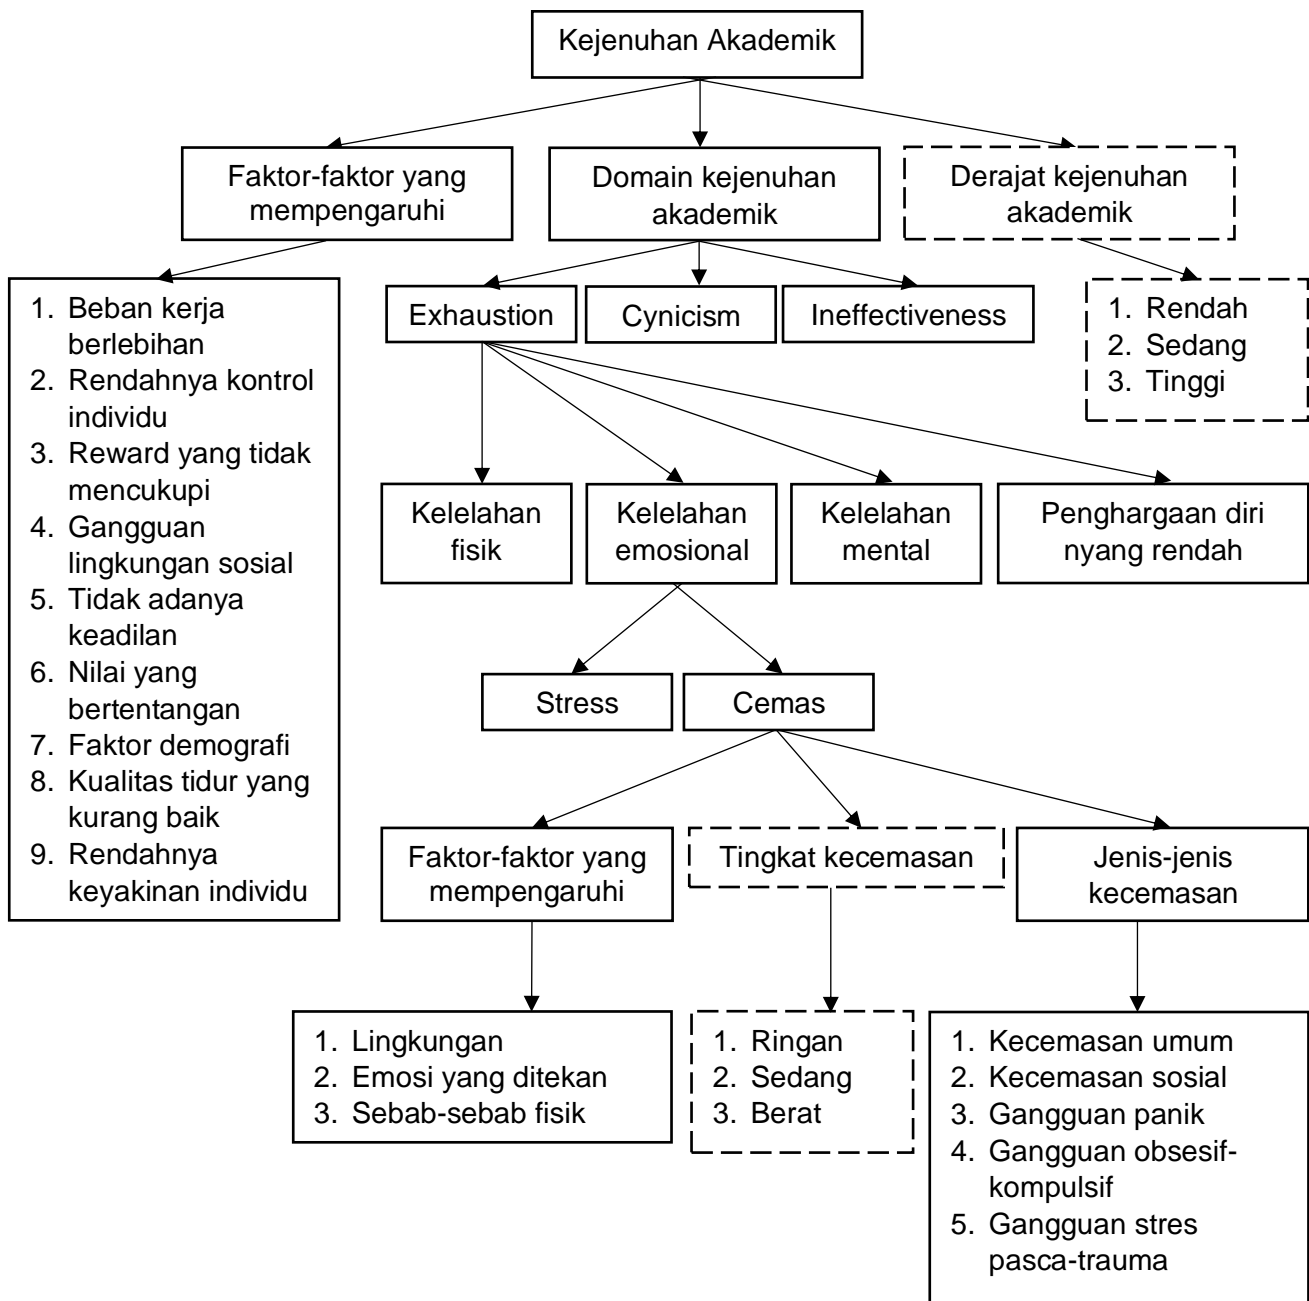 Kejenuhan Akademik
Faktor-faktor yang
mempengaruhi
Domain kejenuhan
akademik
Derajat kejenuhan
akademik
1. Beban kerja
berlebihan
2. Rendahnya kontrol
individu
3. Reward yang tidak
mencukupi
4. Gangguan
lingkungan sosial
5. Tidak adanya
keadilan
6. Nilai yang
bertentangan
7. Faktor demografi
8. Kualitas tidur yang
kurang baik
9. Rendahnya
keyakinan individu
Exhaustion
Cynicism
Ineffectiveness
1. Rendah
2. Sedang
3. Tinggi
Kelelahan
fisik
Kelelahan
emosional
Kelelahan
mental
Penghargaan diri
nyang rendah
Stress
Cemas
Faktor-faktor yang
mempengaruhi
Tingkat kecemasan
Jenis-jenis
kecemasan
1. Lingkungan
2. Emosi yang ditekan
3. Sebab-sebab fisik
1. Ringan
2. Sedang
3. Berat
1. Kecemasan umum
2. Kecemasan sosial
3. Gangguan panik
4. Gangguan obsesif-
kompulsif
5. Gangguan stres
pasca-trauma